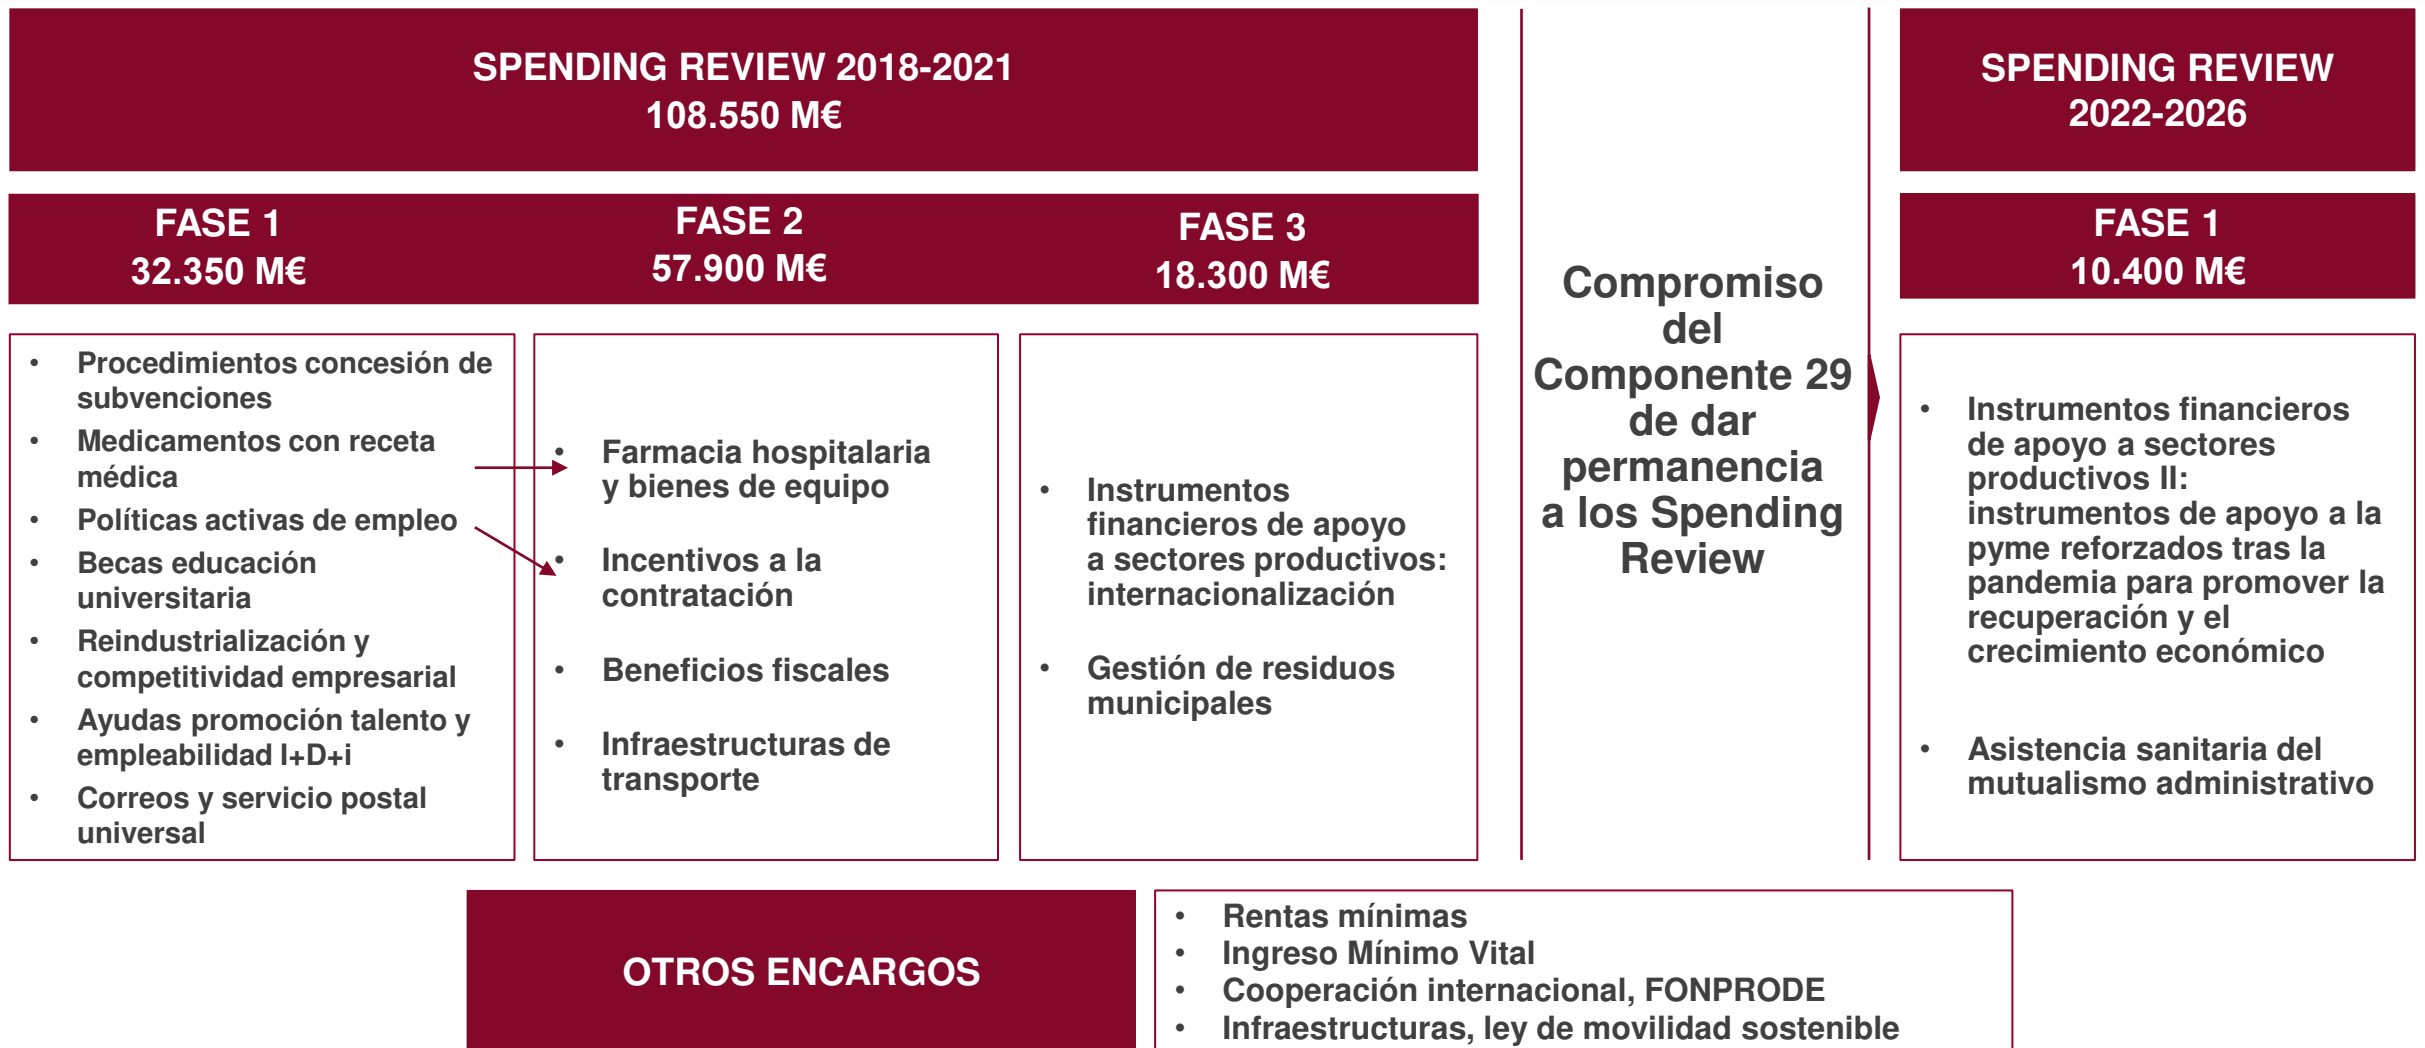 SPENDING REVIEW 2018-2021
108.550 M€
FASE 1
32.350 M€
FASE 2
57.900 M€
FASE 3
18.300 M€
• Procedimientos concesión de
subvenciones
• Medicamentos con receta
médica
• Políticas activas de empleo
• Becas educación
universitaria
• Reindustrialización y
competitividad empresarial
• Ayudas promoción talento y
empleabilidad I+D+i
• Correos y servicio postal
universal
• Farmacia hospitalaria
y bienes de equipo
• Incentivos a la
contratación
• Beneficios fiscales
• Infraestructuras de
transporte
• Instrumentos
financieros de apoyo
a sectores productivos:
internacionalización
• Gestión de residuos
municipales
Compromiso
del
Componente 29
de dar
permanencia
a los Spending
Review
SPENDING REVIEW
2022-2026
FASE 1
10.400 M€
• Instrumentos financieros
de apoyo a sectores
productivos II:
instrumentos de apoyo a la
pyme reforzados tras la
pandemia para promover la
recuperación y el
crecimiento económico
• Asistencia sanitaria del
mutualismo administrativo
OTROS ENCARGOS
• Rentas mínimas
• Ingreso Mínimo Vital
• Cooperación internacional, FONPRODE
• Infraestructuras, ley de movilidad sostenible